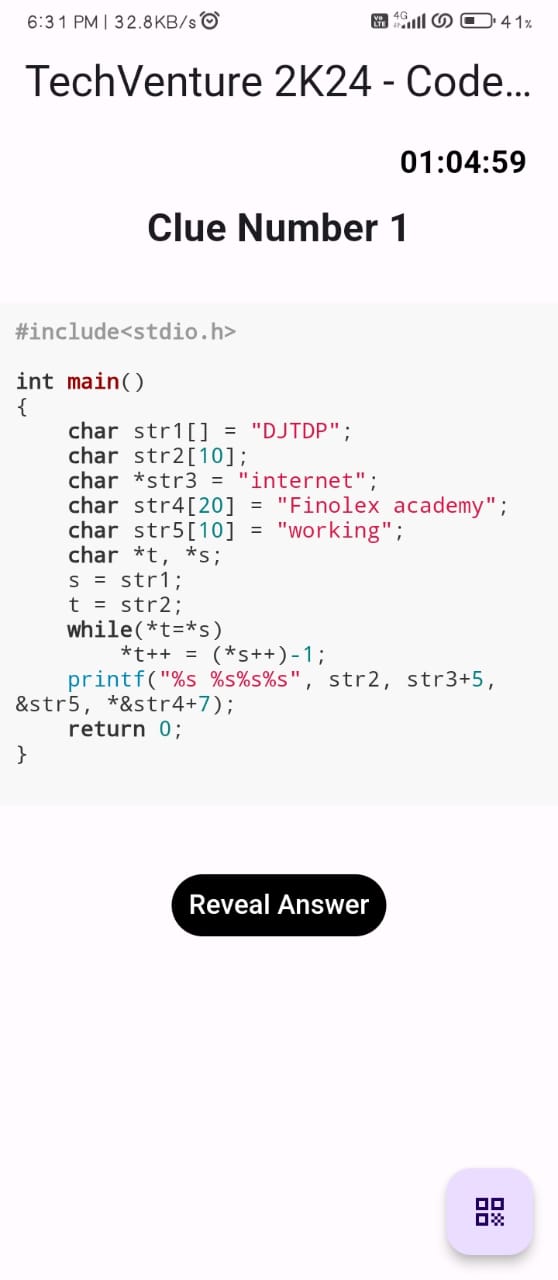 6:31 PM | 32.8KB/s
Vo LTE 4G 41%
TechVenture 2K24 - Code...
01:04:59
Clue Number 1
#include<stdio.h>
int main()
{
char str1[] = "DJTDP";
char str2[10];
char *str3 = "internet";
char str4[20] = "Finolex academy";
char str5[10] = "working";
char *t, *s;
s = str1;
t = str2;
while(*t=*s)
*t++ = (*s++)-1;
printf("%s %s%s%s", str2, str3+5,
&str5, *&str4+7);
return 0;
}
Reveal Answer